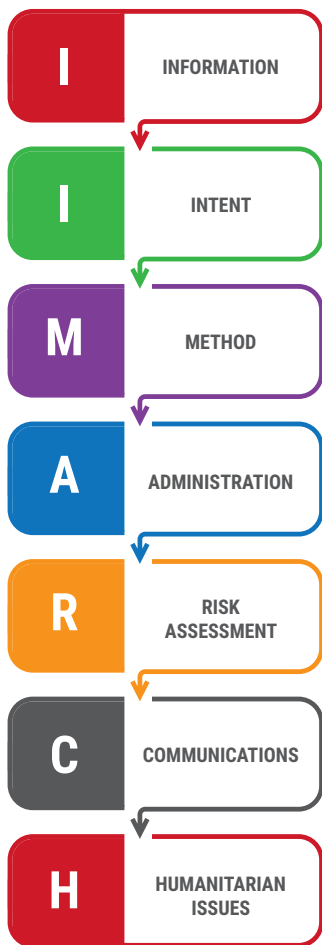 I
INFORMATION
I
INTENT
M
METHOD
A
ADMINISTRATION
R
RISK
ASSESSMENT
C
COMMUNICATIONS
H
HUMANITARIAN
ISSUES